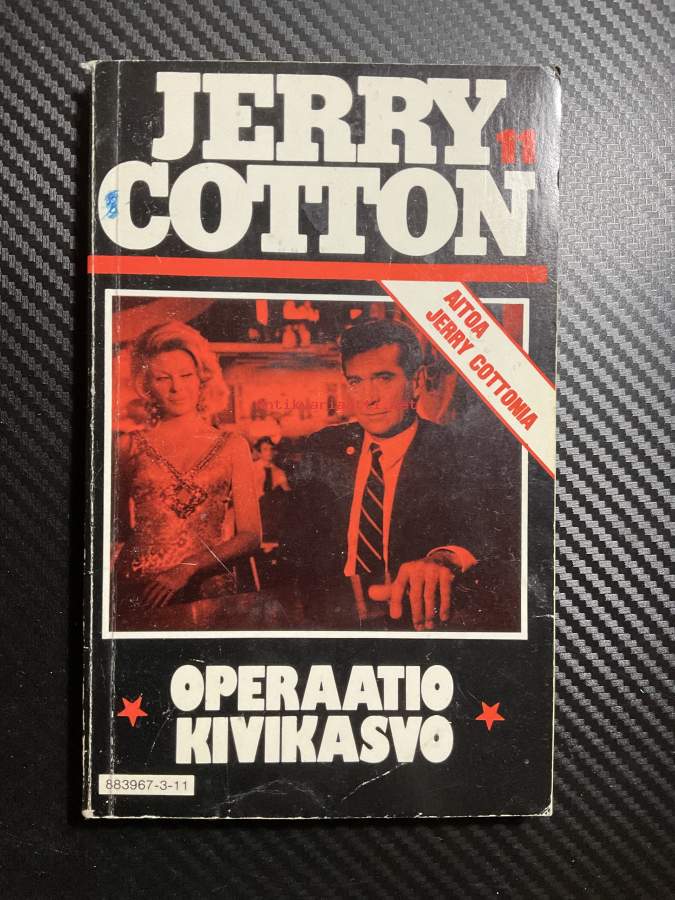 JERRY
11
COTTON
AITOA
JERRY COTTONIA
OPERAATIO
KIVIKASVO
883967-3-11